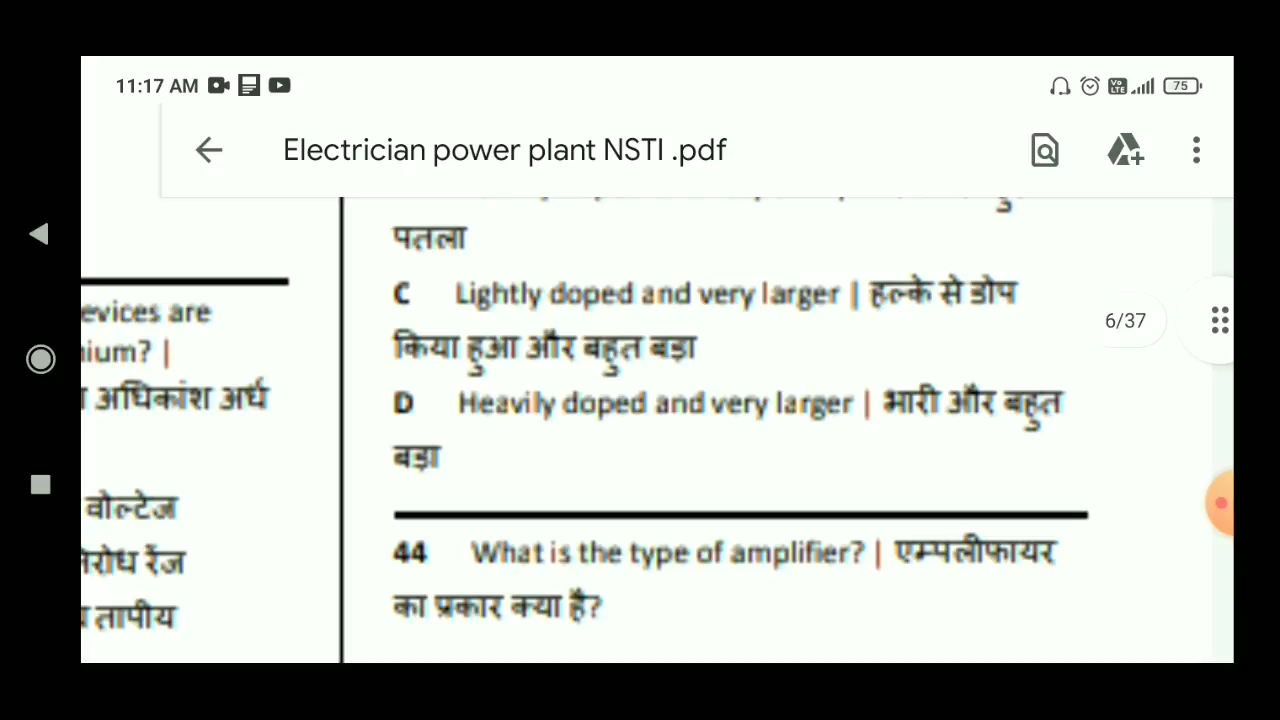 11:17 AM
Vo LTE
75
Electrician power plant NSTI .pdf
6/37
evices are
ium? |
अधिकांश अर्ध
वोल्टेज
रोध रेंज
तापीय
पतला
C Lightly doped and very larger | हल्के से डोप
किया हुआ और बहुत बड़ा
D Heavily doped and very larger | भारी और बहुत
बड़ा
44 What is the type of amplifier? | एम्पलीफायर
का प्रकार क्या है?